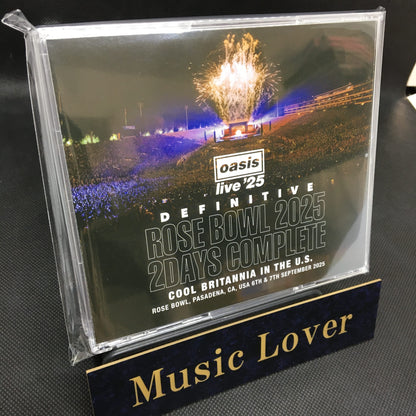 oasis
live '25
DEFINITIVE
ROSE BOWL 2025
2DAYS COMPLETE
COOL BRITANNIA IN THE U.S.
ROSE BOWL, PASADENA, CA, USA 6TH & 7TH SEPTEMBER 2025
Music Lover